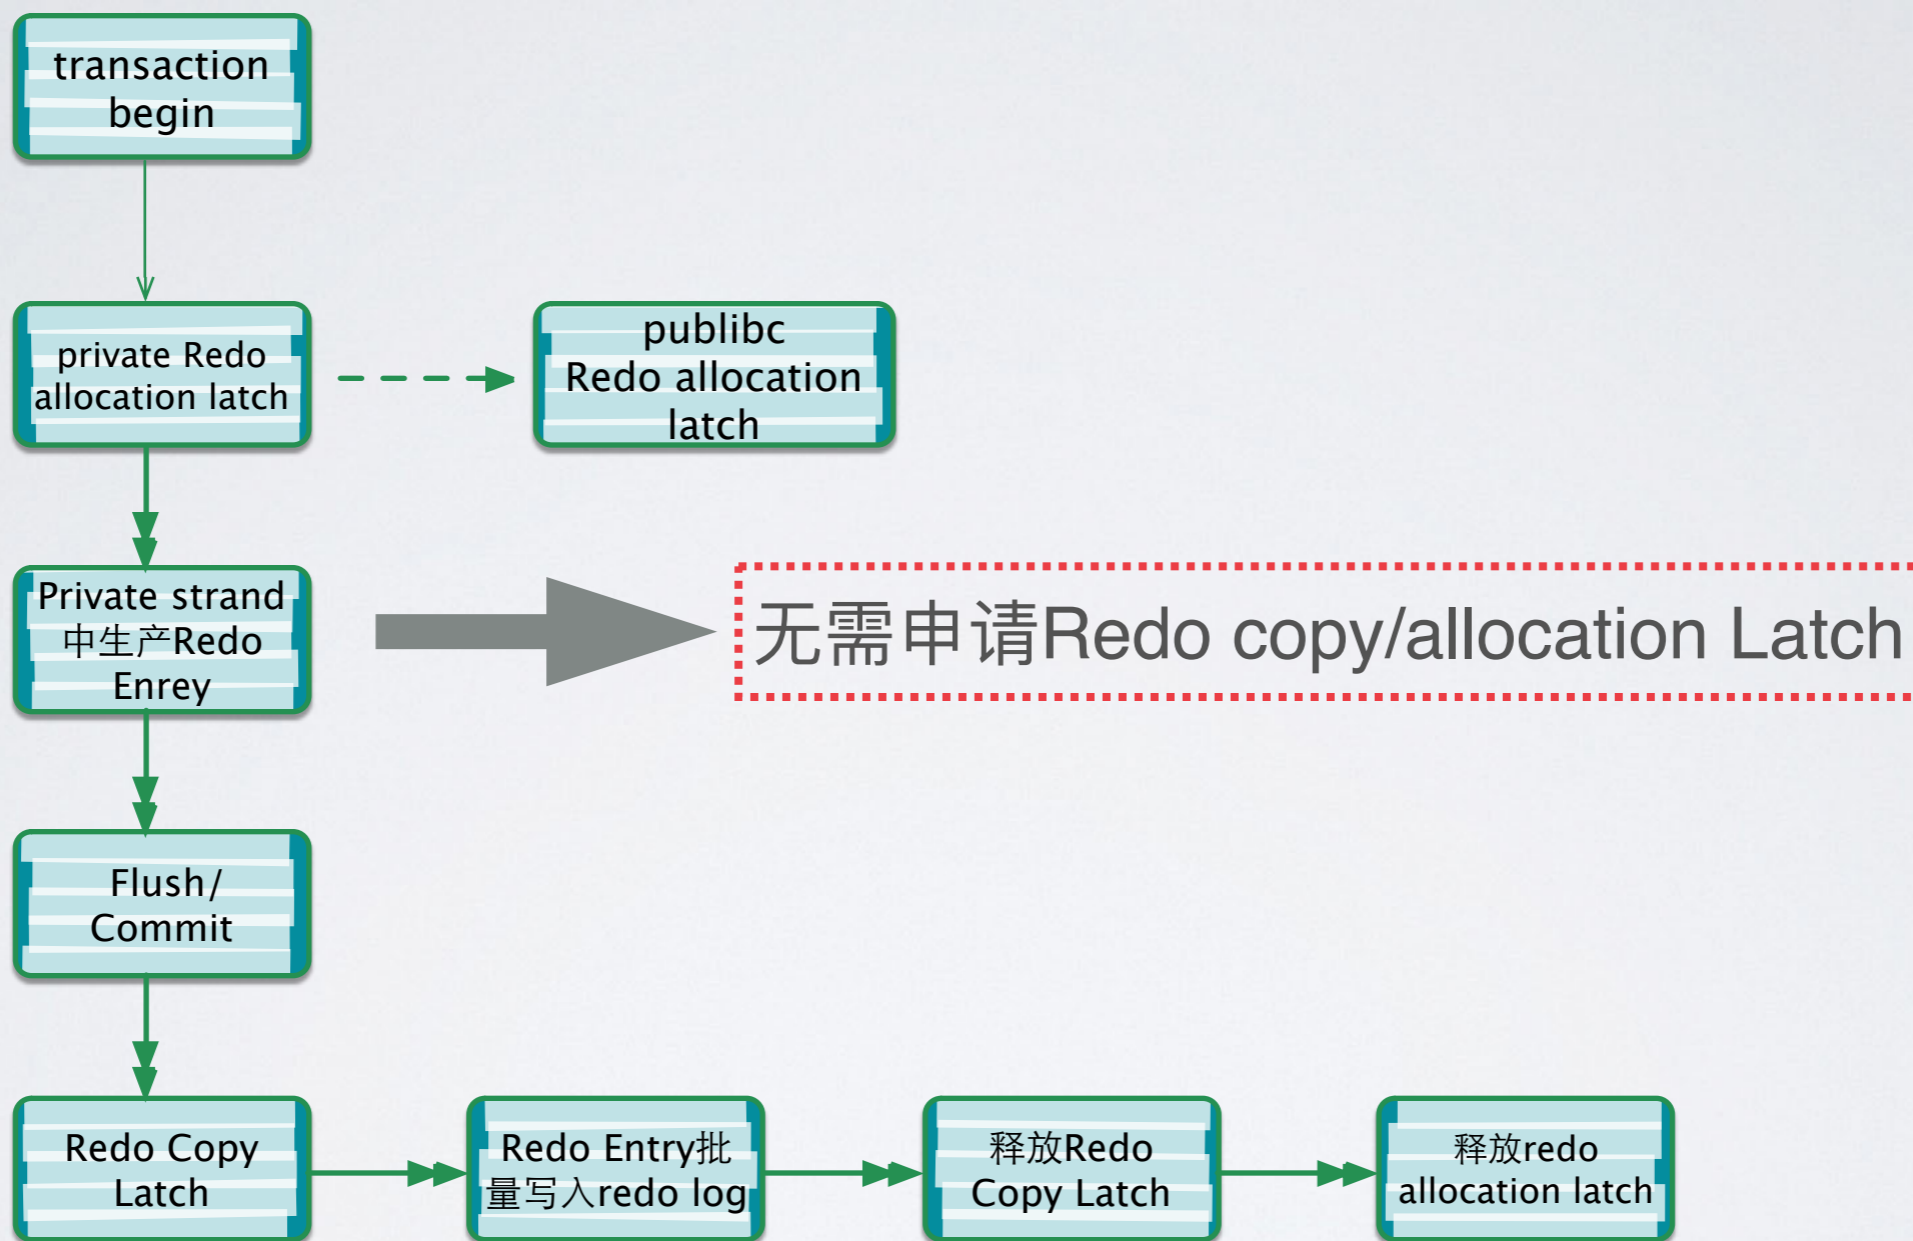 transaction
begin
private Redo
allocation latch
publibc
Redo allocation
latch
Private strand
中生产Redo
Enrey
无需申请Redo copy/allocation Latch
Flush/
Commit
Redo Copy
Latch
Redo Entry批
量写入redo log
释放Redo
Copy Latch
释放redo
allocation latch